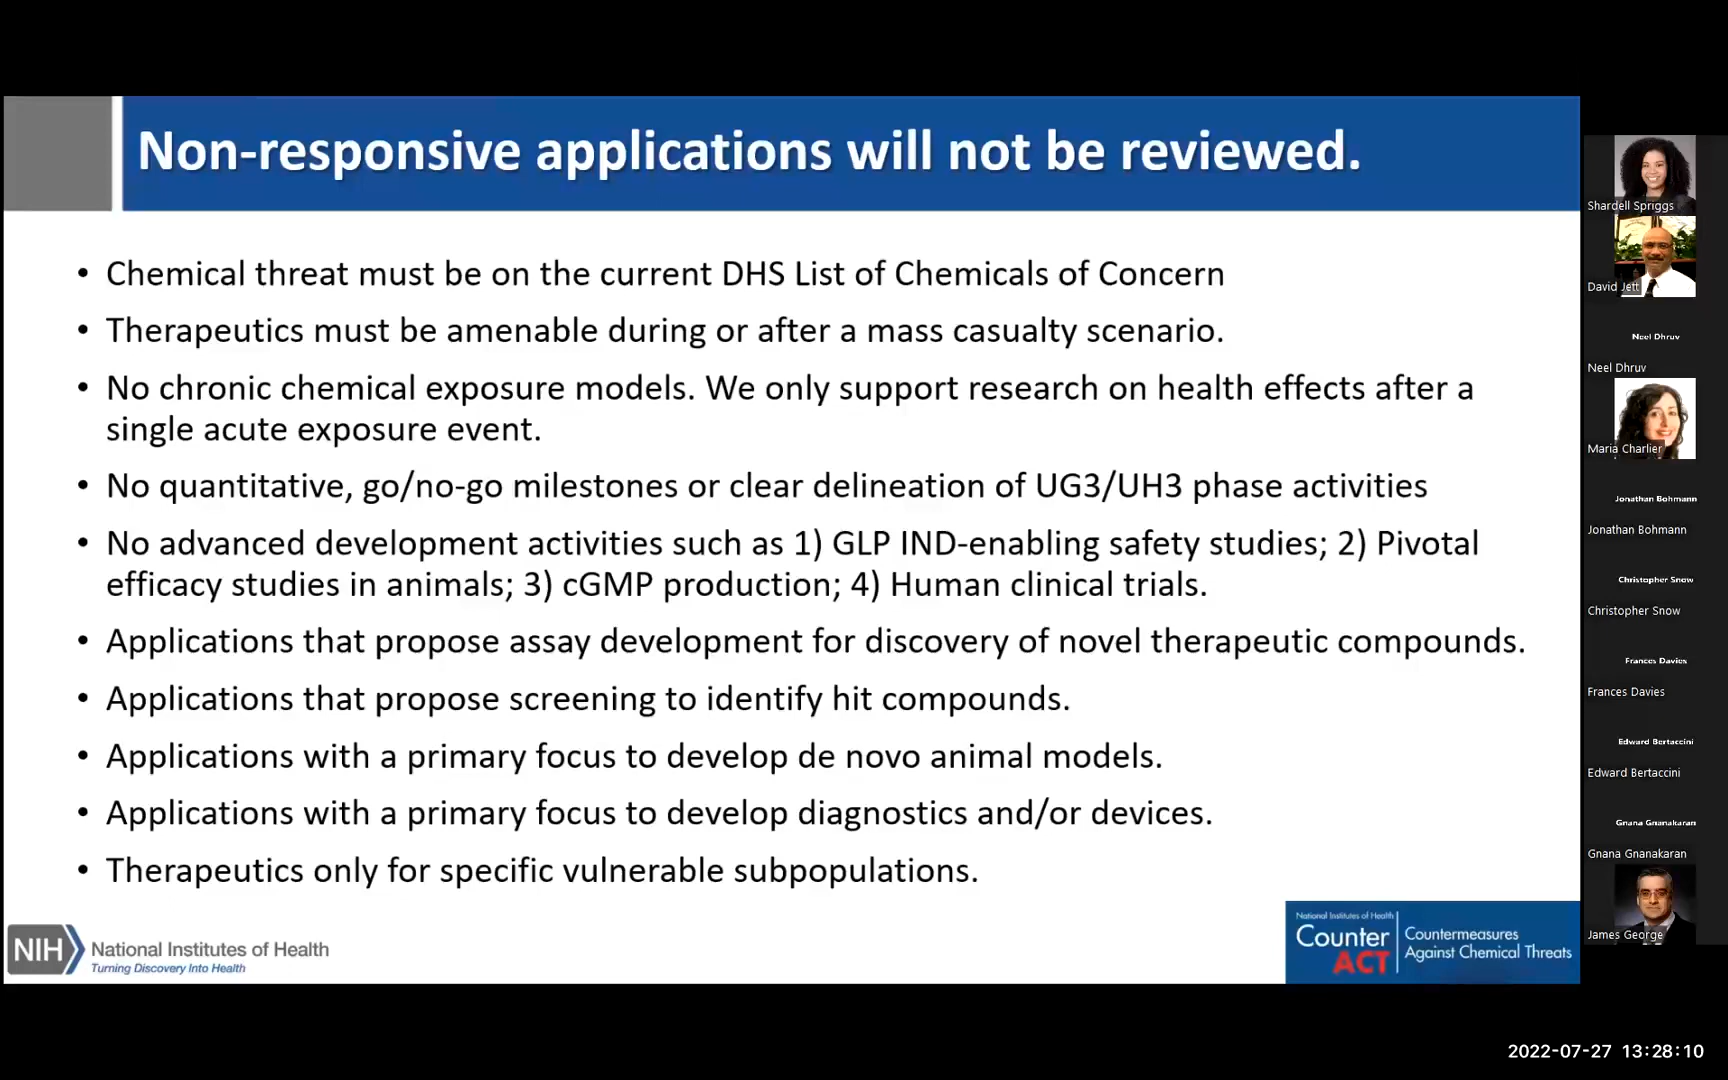 Non-responsive applications will not be reviewed.
• Chemical threat must be on the current DHS List of Chemicals of Concern
• Therapeutics must be amenable during or after a mass casualty scenario.
• No chronic chemical exposure models. We only support research on health effects after a
single acute exposure event.
• No quantitative, go/no-go milestones or clear delineation of UG3/UH3 phase activities
• No advanced development activities such as 1) GLP IND-enabling safety studies; 2) Pivotal
efficacy studies in animals; 3) cGMP production; 4) Human clinical trials.
• Applications that propose assay development for discovery of novel therapeutic compounds.
• Applications that propose screening to identify hit compounds.
• Applications with a primary focus to develop de novo animal models.
• Applications with a primary focus to develop diagnostics and/or devices.
• Therapeutics only for specific vulnerable subpopulations.
NIH
National Institutes of Health
Turning Discovery Into Health
National Institutes of Health
Counter
ACT
Countermeasures
Against Chemical Threats
Shardell Spriggs
David Jett
Neel Dhruv
Neel Dhruv
Maria Charlier
Jonathan Bohmann
Jonathan Bohmann
Christopher Snow
Christopher Snow
Frances Davies
Frances Davies
Edward Bertaccini
Edward Bertaccini
Gnana Gnanakaran
Gnana Gnanakaran
James George
2022-07-27 13:28:10